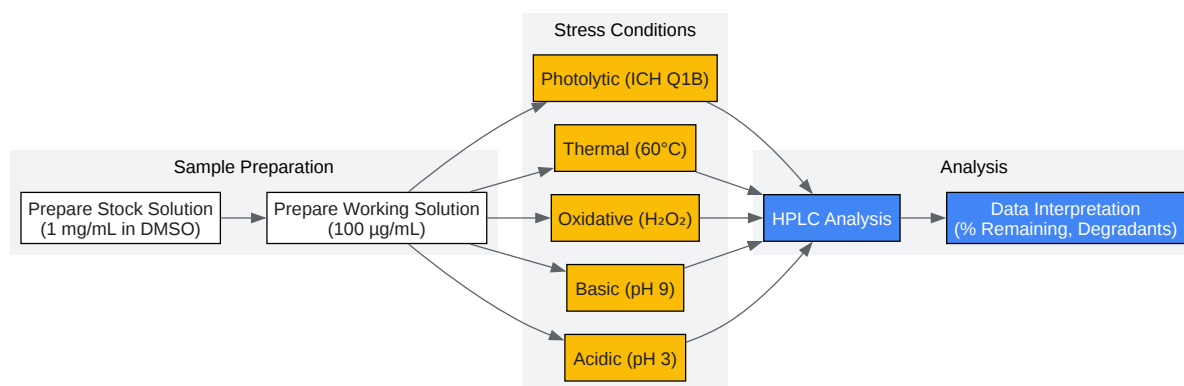 Stress Conditions
Photolytic (ICH Q1B)
Thermal (60°C)
Sample Preparation
Analysis
Prepare Stock Solution
(1 mg/mL in DMSO)
Prepare Working Solution
(100 µg/mL)
Oxidative (H₂O₂)
HPLC Analysis
Data Interpretation
(% Remaining, Degradants)
Basic (pH 9)
Acidic (pH 3)